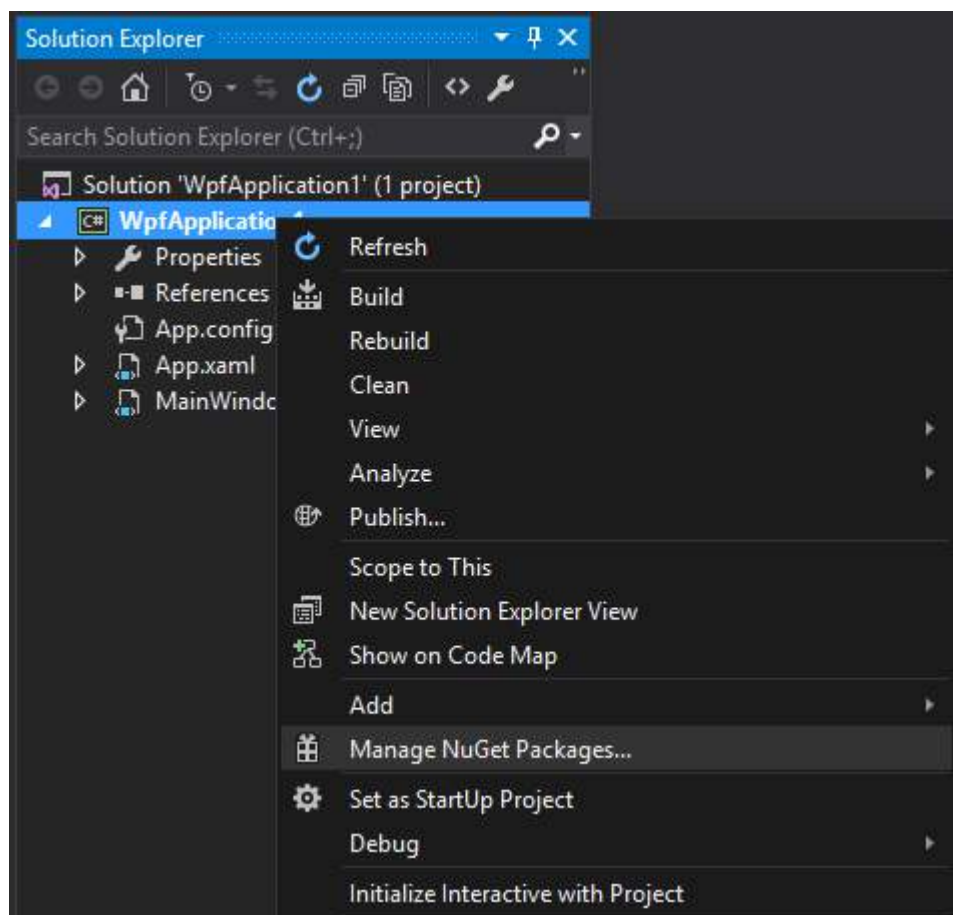 Solution Explorer
Search Solution Explorer (Ctrl+;)
Solution 'WpfApplication1' (1 project)
C# WpfApplicatio
Properties
References
App.config
App.xaml
MainWindo
Refresh
Build
Rebuild
Clean
View
Analyze
Publish...
Scope to This
New Solution Explorer View
Show on Code Map
Add
Manage NuGet Packages...
Set as StartUp Project
Debug
Initialize Interactive with Project